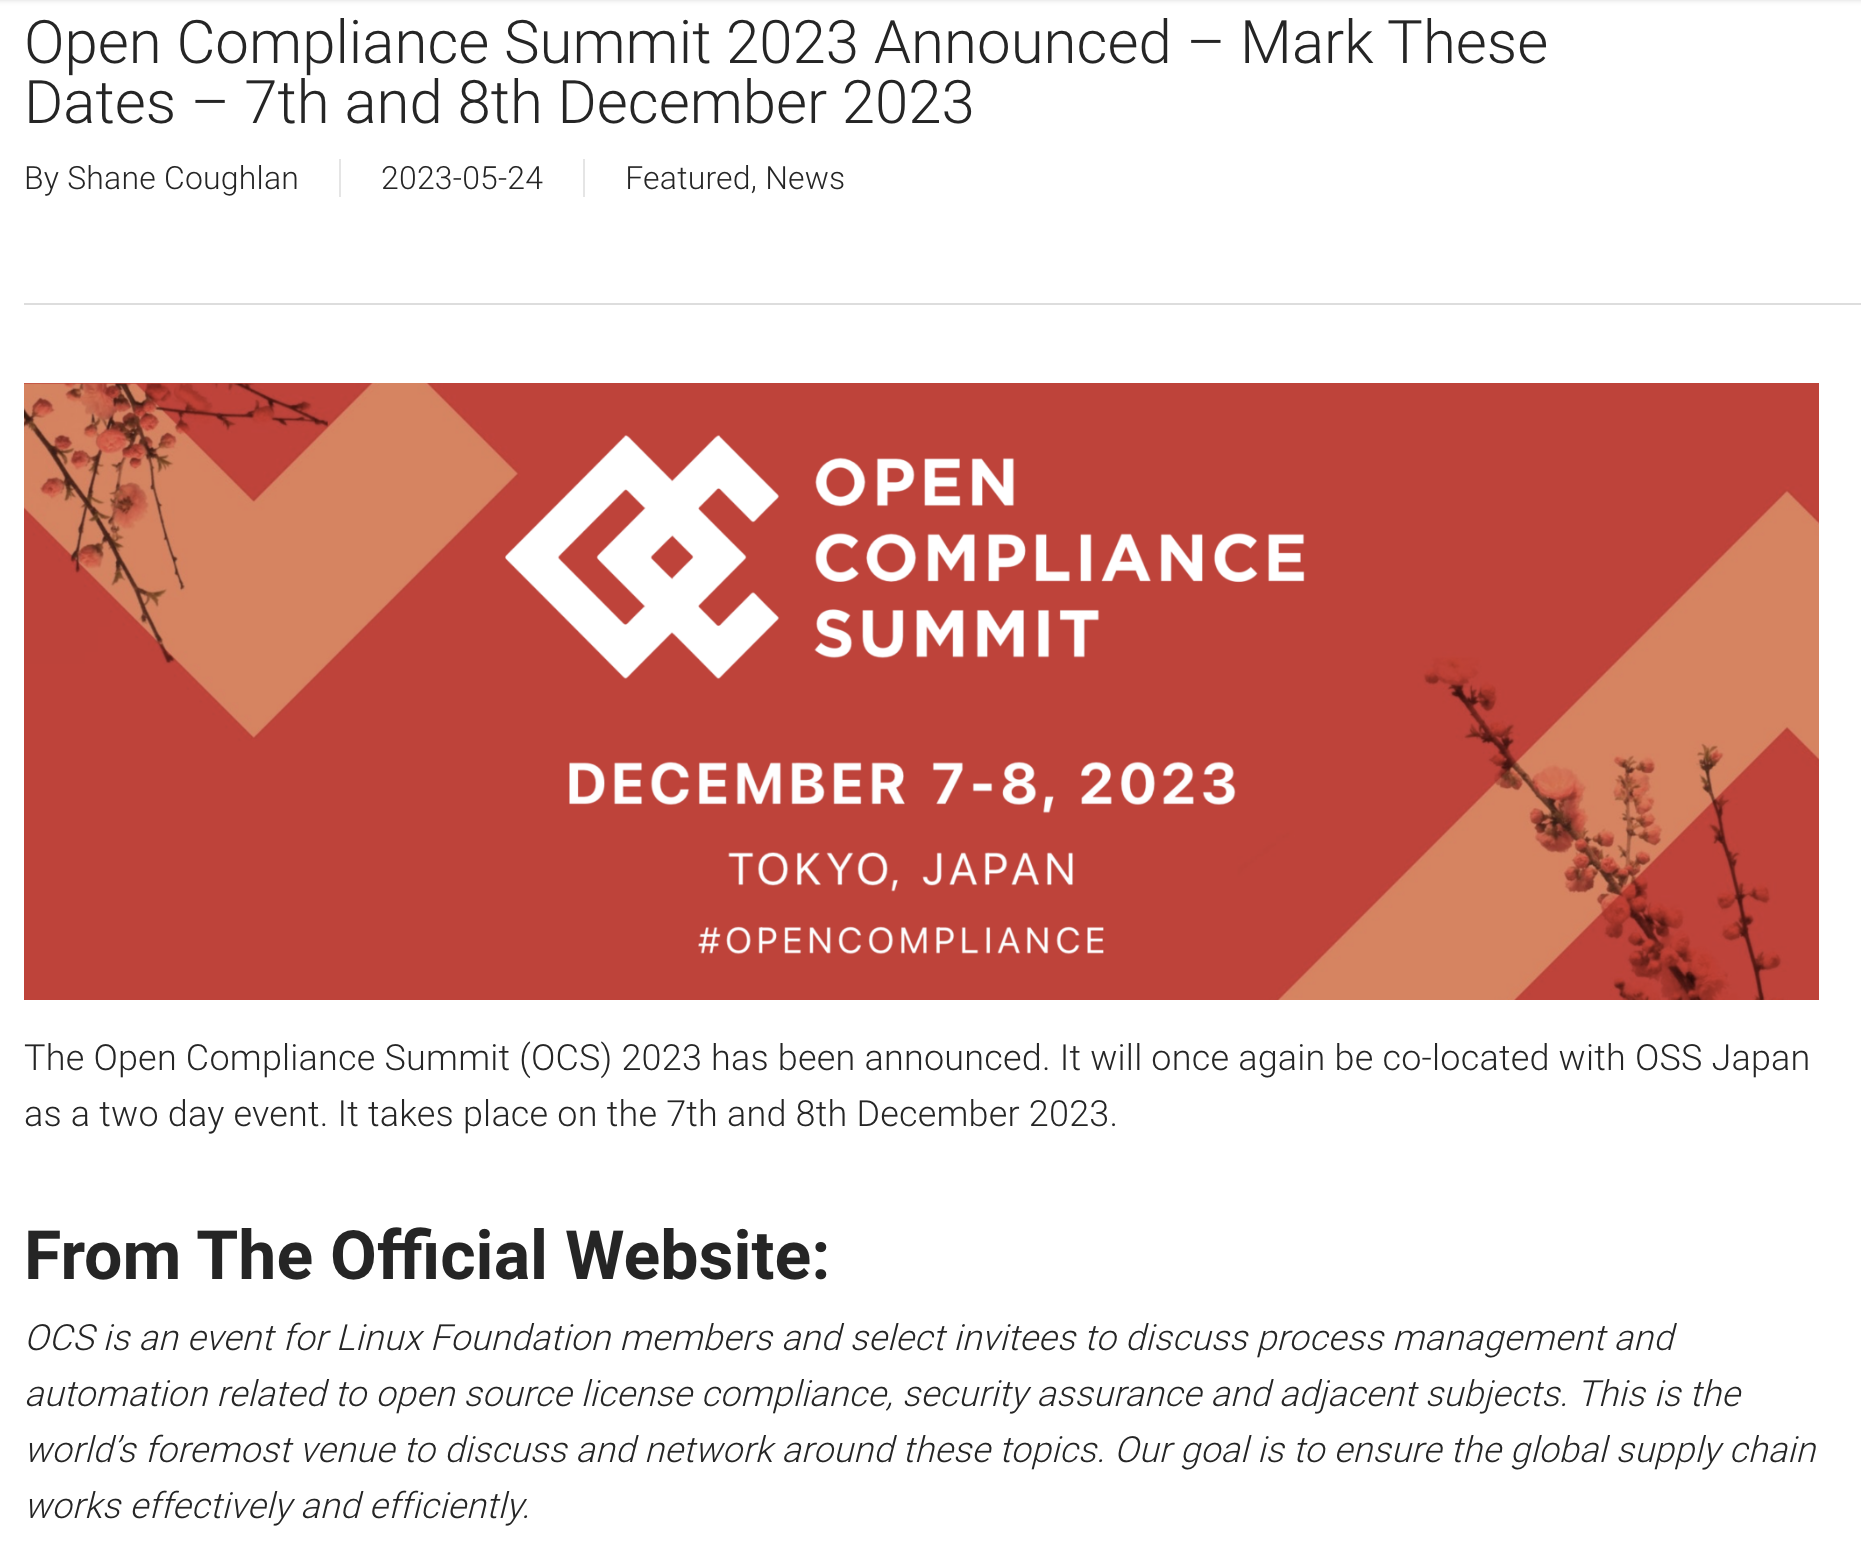 Open Compliance Summit 2023 Announced – Mark These
Dates – 7th and 8th December 2023
By Shane Coughlan 2023-05-24 Featured, News
OPEN
COMPLIANCE
SUMMIT
DECEMBER 7-8, 2023
TOKYO, JAPAN
#OPENCOMPLIANCE
The Open Compliance Summit (OCS) 2023 has been announced. It will once again be co-located with OSS Japan
as a two day event. It takes place on the 7th and 8th December 2023.
From The Official Website:
OCS is an event for Linux Foundation members and select invitees to discuss process management and
automation related to open source license compliance, security assurance and adjacent subjects. This is the
world’s foremost venue to discuss and network around these topics. Our goal is to ensure the global supply chain
works effectively and efficiently.